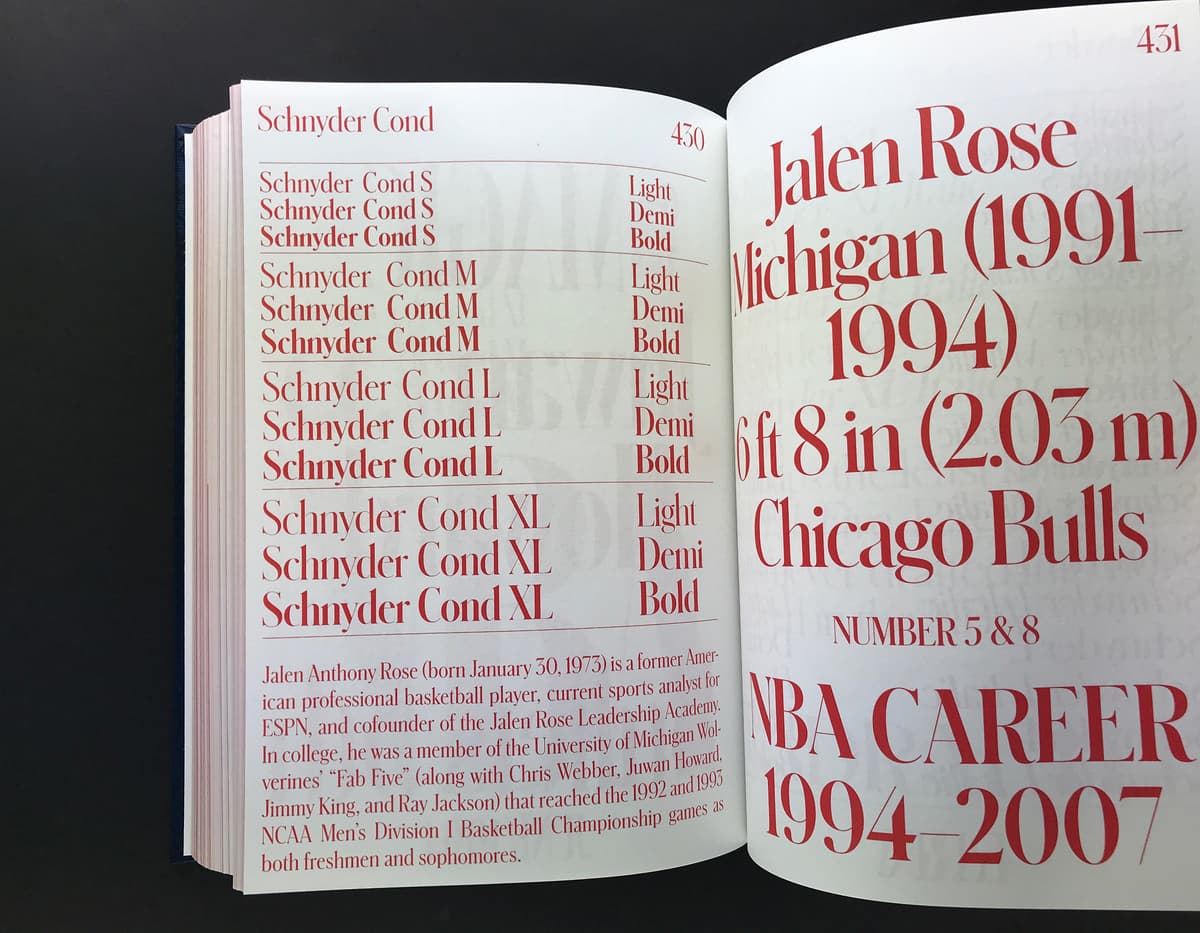 Schnyder Cond
430
Schnyder Cond S Light
Schnyder Cond S Demi
Schnyder Cond S Bold
Schnyder Cond M Light
Schnyder Cond M Demi
Schnyder Cond M Bold
Schnyder Cond L Light
Schnyder Cond L Demi
Schnyder Cond L Bold
Schnyder Cond XL Light
Schnyder Cond XL Demi
Schnyder Cond XL Bold
Jalen Anthony Rose (born January 30, 1973) is a former Amer-
ican professional basketball player, current sports analyst for
ESPN, and cofounder of the Jalen Rose Leadership Academy.
In college, he was a member of the University of Michigan Wol-
verines’ “Fab Five” (along with Chris Webber, Juwan Howard,
Jimmy King, and Ray Jackson) that reached the 1992 and 1993
NCAA Men’s Division I Basketball Championship games as
both freshmen and sophomores.
431
Jalen Rose
Michigan (1991–
1994)
6 ft 8 in (2.03 m)
Chicago Bulls
NUMBER 5 & 8
NBA CAREER
1994–2007